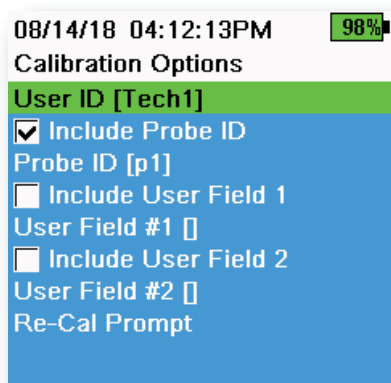 08/14/18 04:12:13PM 98%
Calibration Options
User ID [Tech1]
Include Probe ID
Probe ID [p1]
Include User Field 1
User Field #1 []
Include User Field 2
User Field #2 []
Re-Cal Prompt